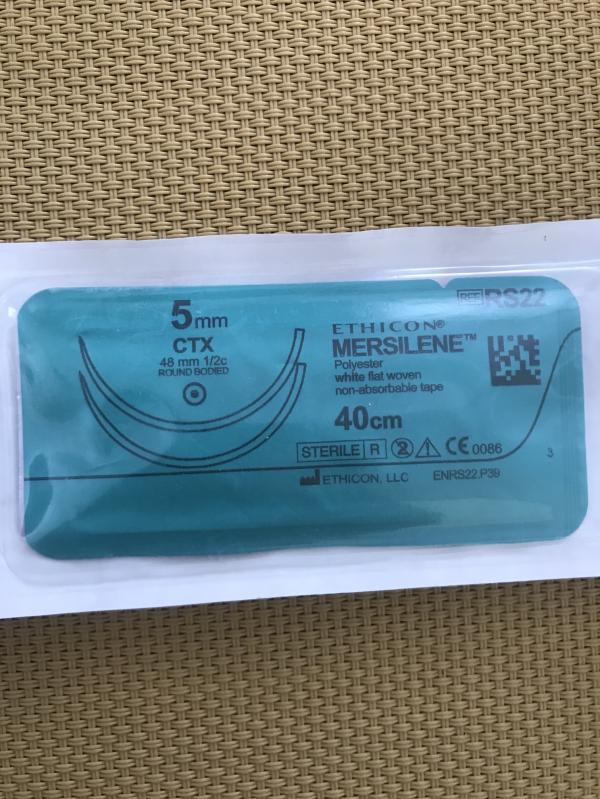 REF RS22
5mm
CTX
48 mm 1/2c
ROUND BODIED
ETHICON®
MERSILENE™
Polyester
white flat woven
non-absorbable tape
40cm
STERILE R 2 CE 0086
3
ETHICON, LLC ENRS22.P39